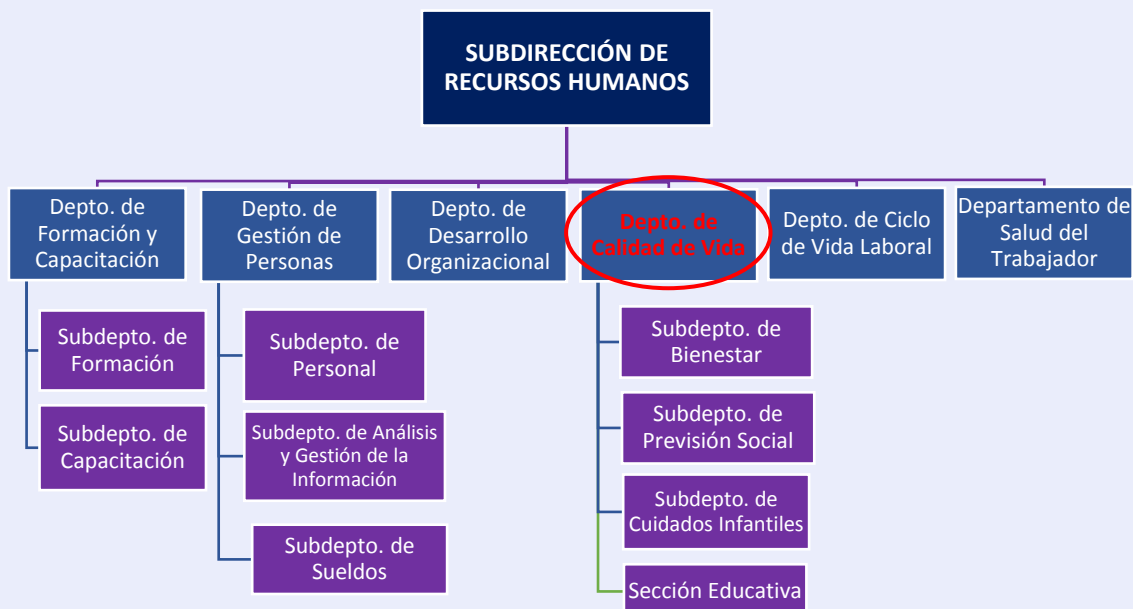 SUBDIRECCIÓN DE
RECURSOS HUMANOS
Depto. de
Formación y
Capacitación
Depto. de
Gestión de
Personas
Depto. de
Desarrollo
Organizacional
Depto. de
Calidad de Vida
Depto. de Ciclo
de Vida Laboral
Departamento de
Salud del
Trabajador
Subdepto. de
Formación
Subdepto. de
Capacitación
Subdepto. de
Personal
Subdepto. de Análisis
y Gestión de la
Información
Subdepto. de
Sueldos
Subdepto. de
Bienestar
Subdepto. de
Previsión Social
Subdepto. de
Cuidados Infantiles
Sección Educativa